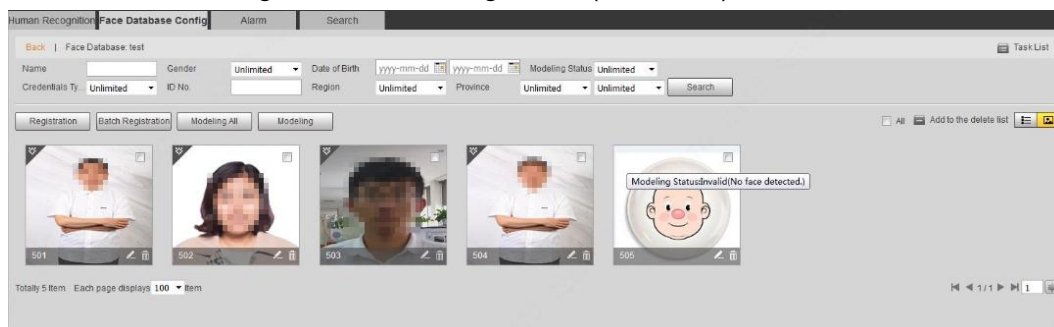 Human Recognition Face Database Config Alarm Search
Back | Face Database: test Task List
Name Gender Unlimited Date of Birth yyyy-mm-dd yyyy-mm-dd Modeling Status Unlimited
Credentials Ty... Unlimited ID No. Region Unlimited Province Unlimited Unlimited Search
Registration Batch Registration Modeling All Modeling All Add to the delete list
Modeling Status:Invalid(No face detected.)
501 502 503 504 505
Totally 5 Item Each page displays 100 Item 1/1 1